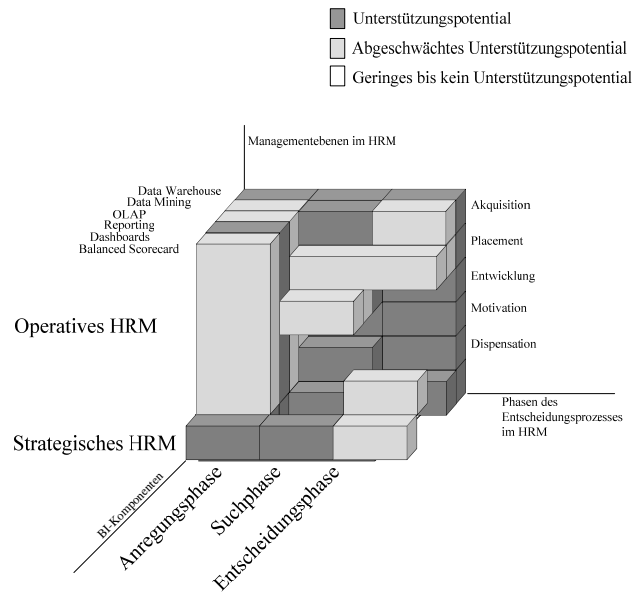 Unterstützungspotential
Abgeschwächtes Unterstützungspotential
Geringes bis kein Unterstützungspotential
Managementebenen im HRM
Data Warehouse
Data Mining
OLAP
Reporting
Dashboards
Balanced Scorecard
Akquisition
Placement
Entwicklung
Motivation
Dispensation
Operatives HRM
Phasen des
Entscheidungsprozesses
im HRM
Strategisches HRM
BI-Komponenten
Anregungsphase
Suchphase
Entscheidungsphase